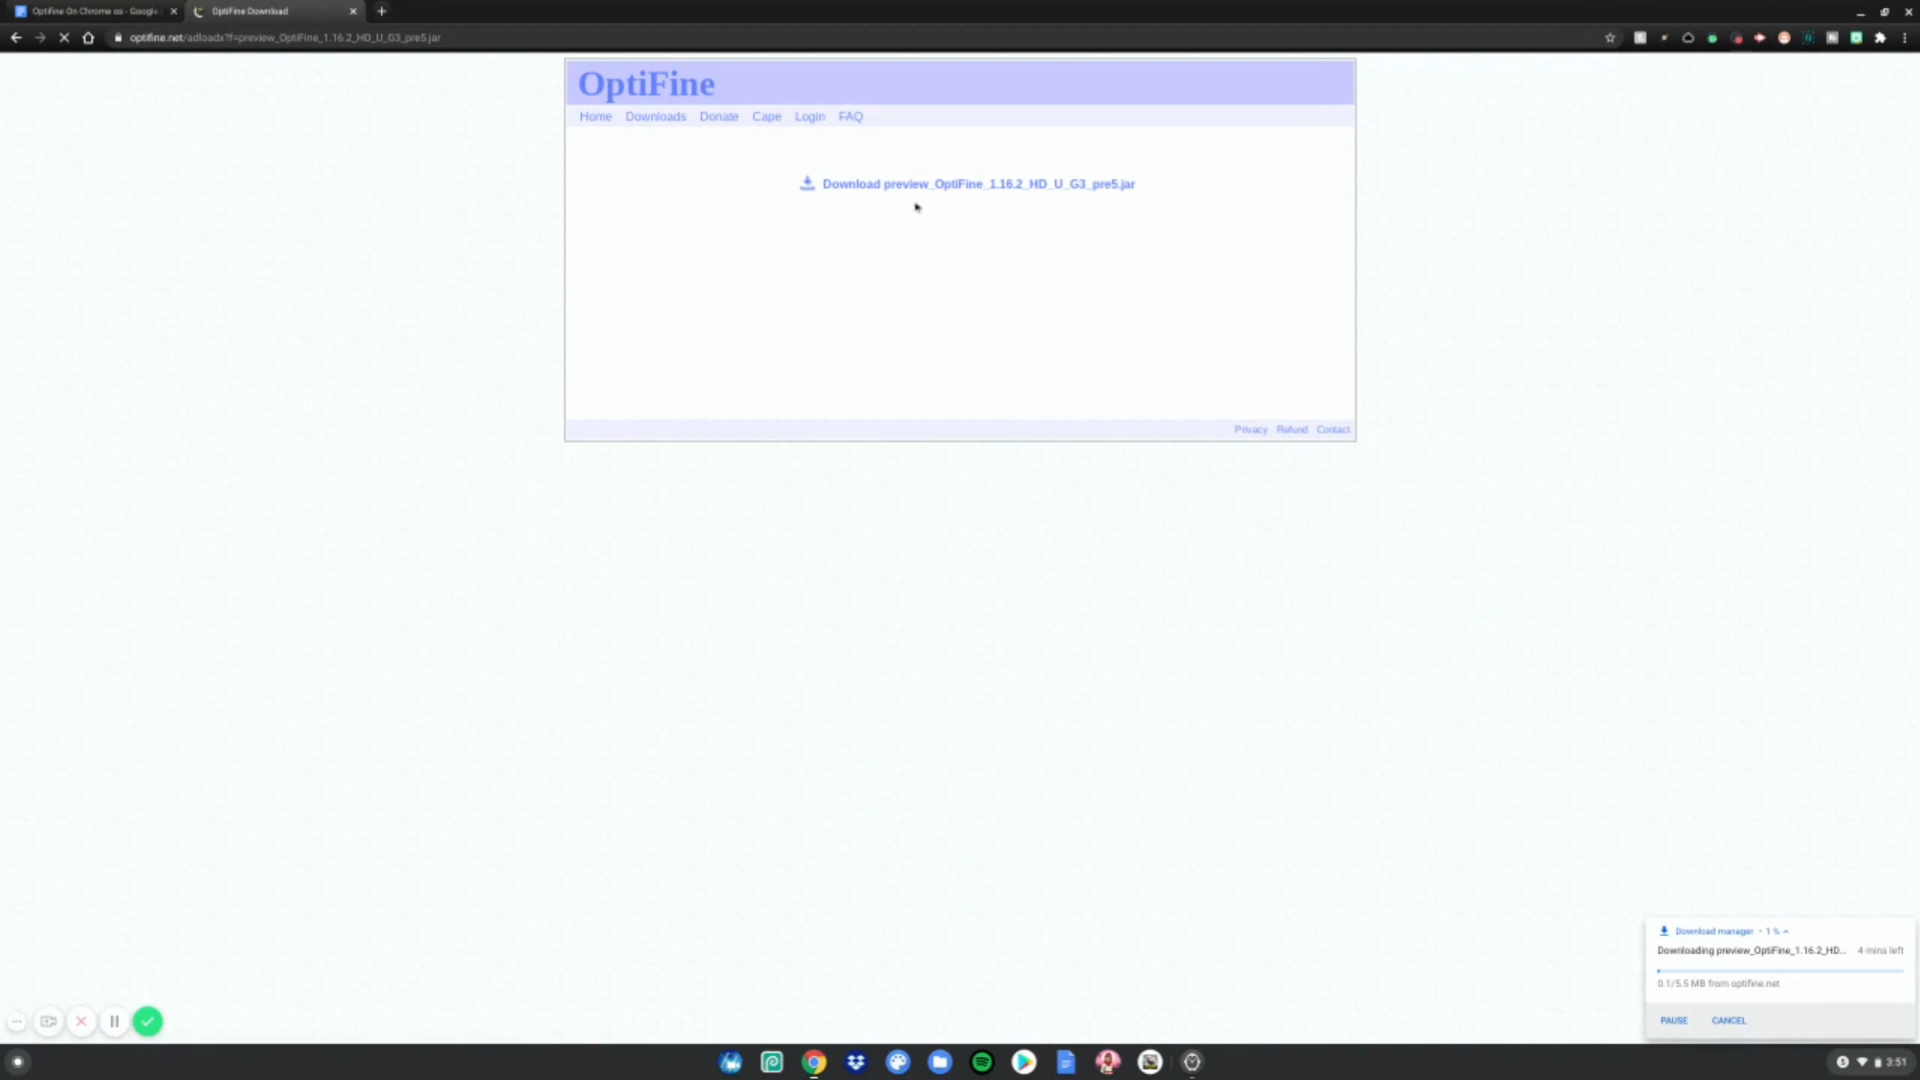 Optifine On Chrome os - Google
OptiFine Download
optifine.net/adloadx?f=preview_OptiFine_1.16.2_HD_U_G3_pre5.jar
OptiFine
Home Downloads Donate Cape Login FAQ
Download preview_OptiFine_1.16.2_HD_U_G3_pre5.jar
Privacy Refund Contact
Download manager • 1 %
Downloading preview_OptiFine_1.16.2_HD... 4 mins left
0.1/5.5 MB from optifine.net
PAUSE CANCEL
3:51